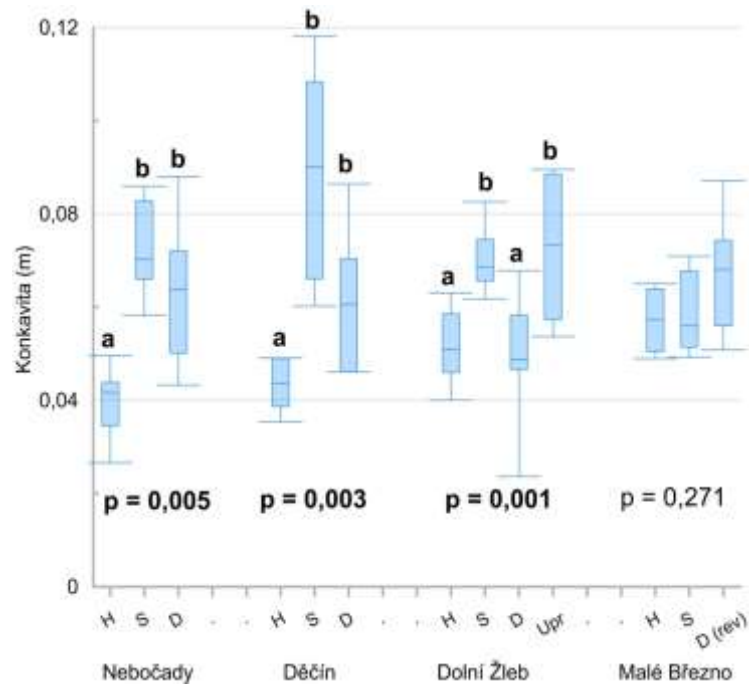 0,12
b
b
b
b
b
0,08
b
a
a
a
a
Konkavita (m)
0,04
p = 0,005 p = 0,003 p = 0,001 p = 0,271
0
H S D . . H S D . . H S D Upr . . H S D (rev)
Nebočady Děčín Dolní Žleb Malé Březno